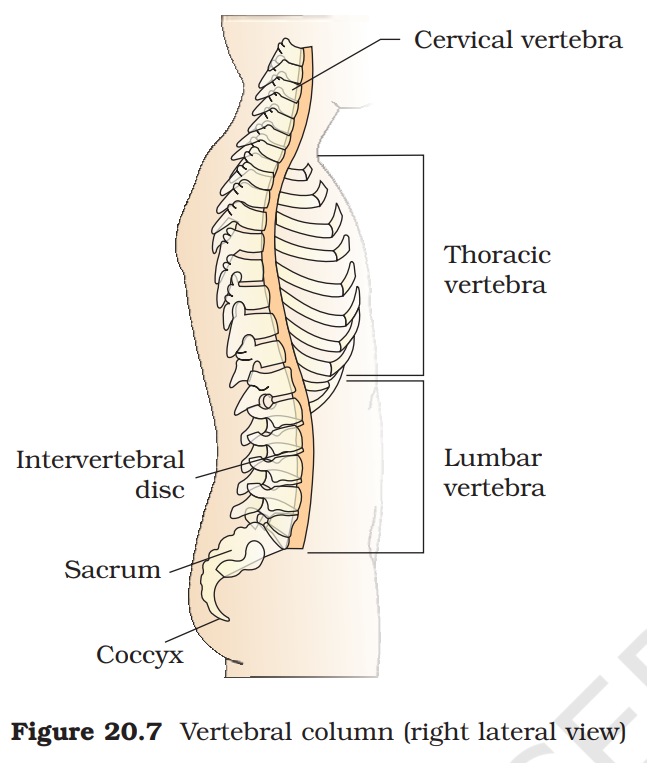 Cervical vertebra
Thoracic
vertebra
Intervertebral
disc
Lumbar
vertebra
Sacrum
Coccyx
Figure 20.7 Vertebral column (right lateral view)